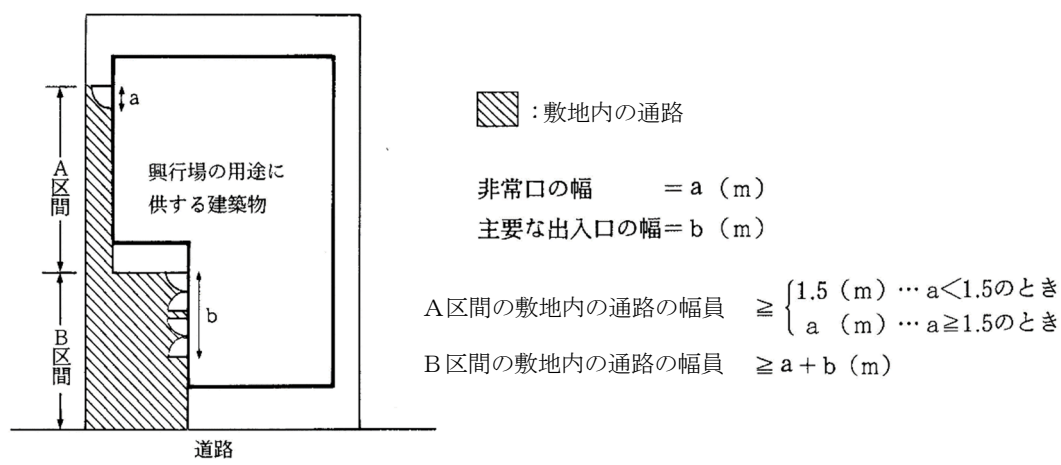 a
A区間
興行場の用途に
供する建築物
b
B区間
道路
：敷地内の通路
非常口の幅 ＝a（m）
主要な出入口の幅＝b（m）
A区間の敷地内の通路の幅員 ≧ { 1.5（m）… a＜1.5のとき
a（m）… a≧1.5のとき
B区間の敷地内の通路の幅員 ≧a＋b（m）